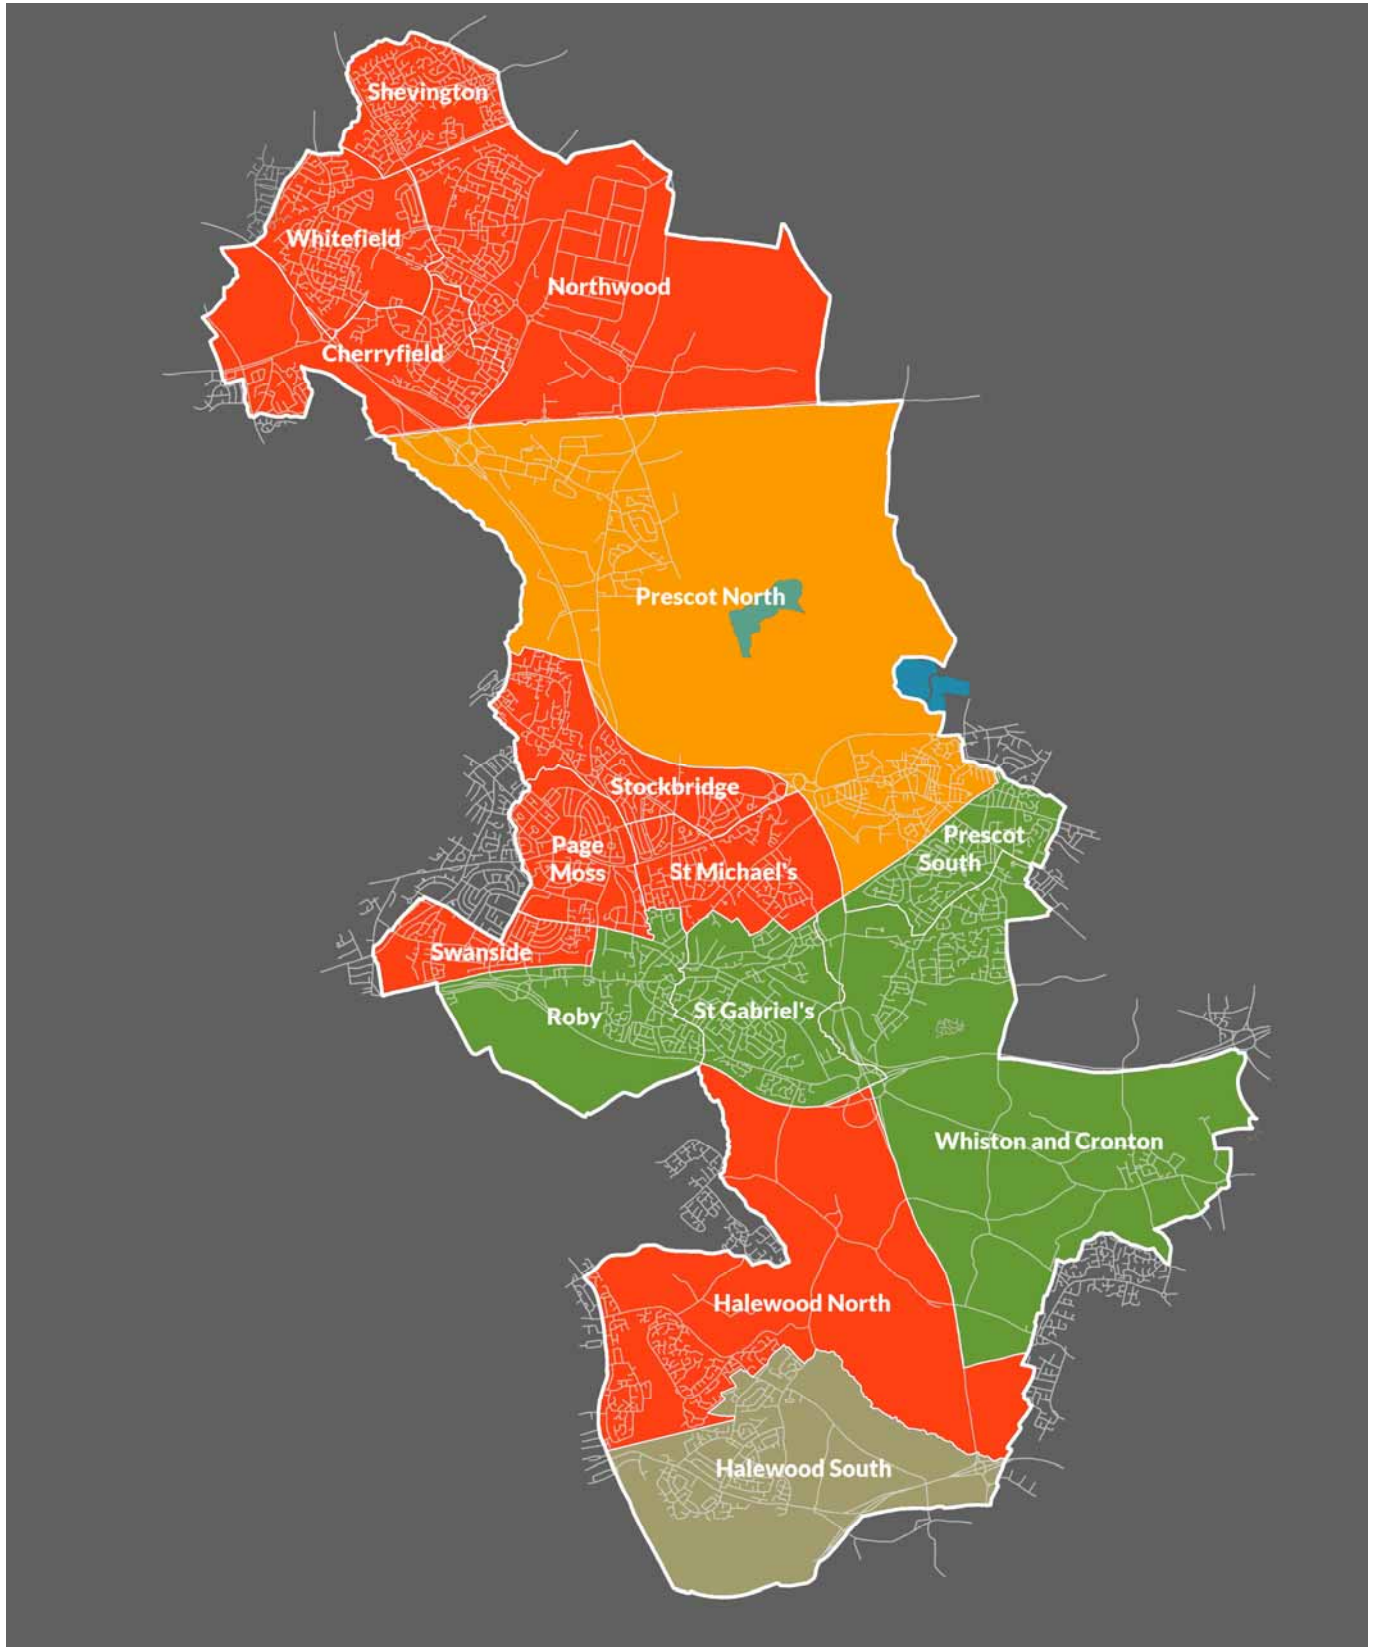 Shevington
Whitefield
Northwood
Cherryfield
Prescot North
Stockbridge
Prescot
South
Page
Moss
St Michael's
Swanside
Roby
St Gabriel's
Whiston and Cronton
Halewood North
Halewood South